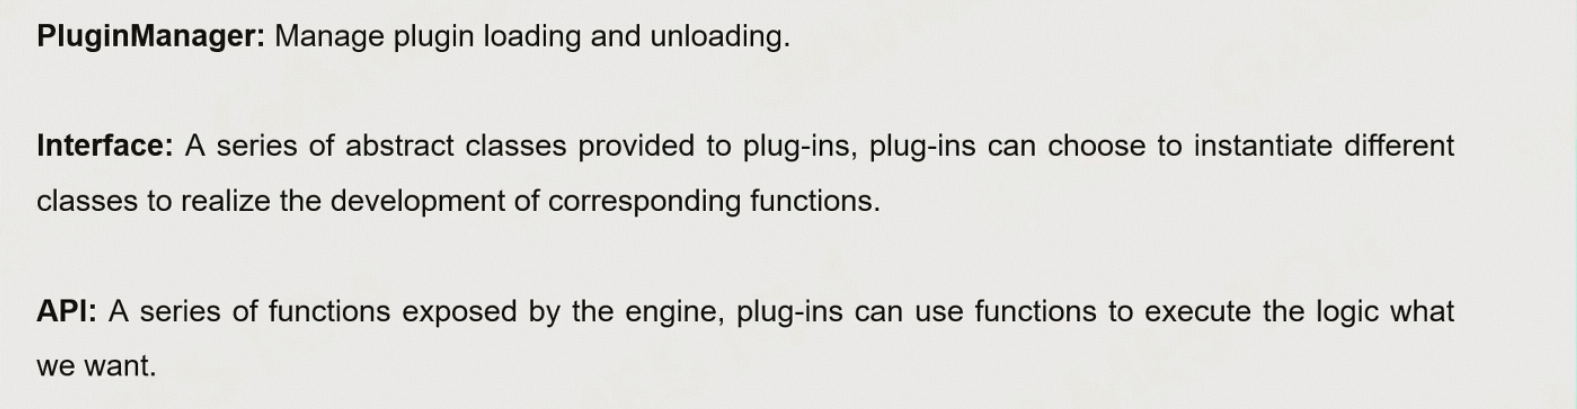 PluginManager: Manage plugin loading and unloading.
Interface: A series of abstract classes provided to plug-ins, plug-ins can choose to instantiate different
classes to realize the development of corresponding functions.
API: A series of functions exposed by the engine, plug-ins can use functions to execute the logic what
we want.